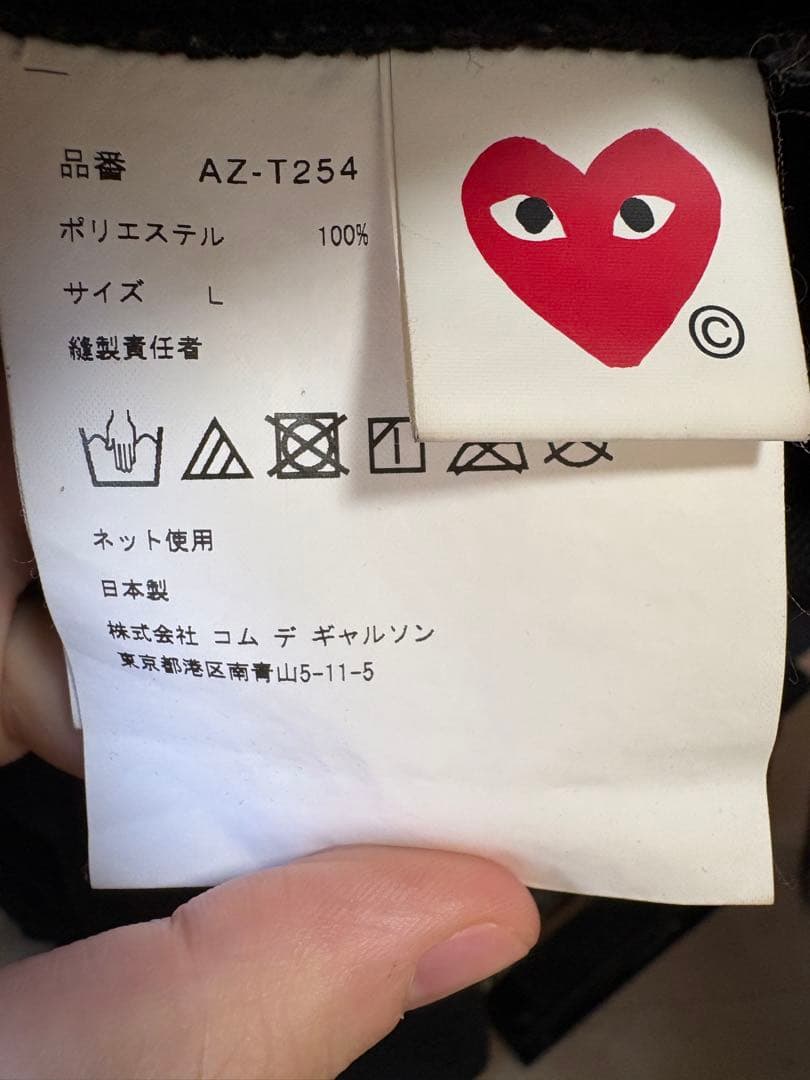 品番 AZ-T254
ポリエステル 100%
サイズ L
縫製責任者
ネット使用
日本製
株式会社 コム デ ギャルソン
東京都港区南青山5-11-5
©